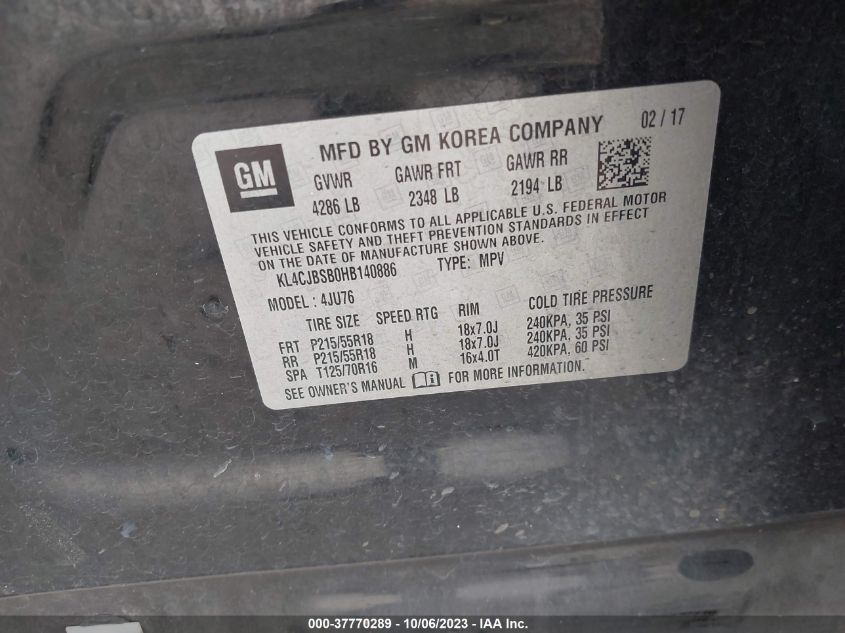 MFD BY GM KOREA COMPANY 02 / 17
GM
GVWR GAWR FRT GAWR RR
4286 LB 2348 LB 2194 LB
THIS VEHICLE CONFORMS TO ALL APPLICABLE U.S. FEDERAL MOTOR
VEHICLE SAFETY AND THEFT PREVENTION STANDARDS IN EFFECT
ON THE DATE OF MANUFACTURE SHOWN ABOVE.
KL4CJBSB0HB140886 TYPE: MPV
MODEL : 4JU76
TIRE SIZE SPEED RTG RIM COLD TIRE PRESSURE
FRT P215/55R18 H 18x7.0J 240KPA, 35 PSI
RR P215/55R18 H 18x7.0J 240KPA, 35 PSI
SPA T125/70R16 M 16x4.0T 420KPA, 60 PSI
SEE OWNER'S MANUAL FOR MORE INFORMATION.
000-37770289 - 10/06/2023 - IAA Inc.